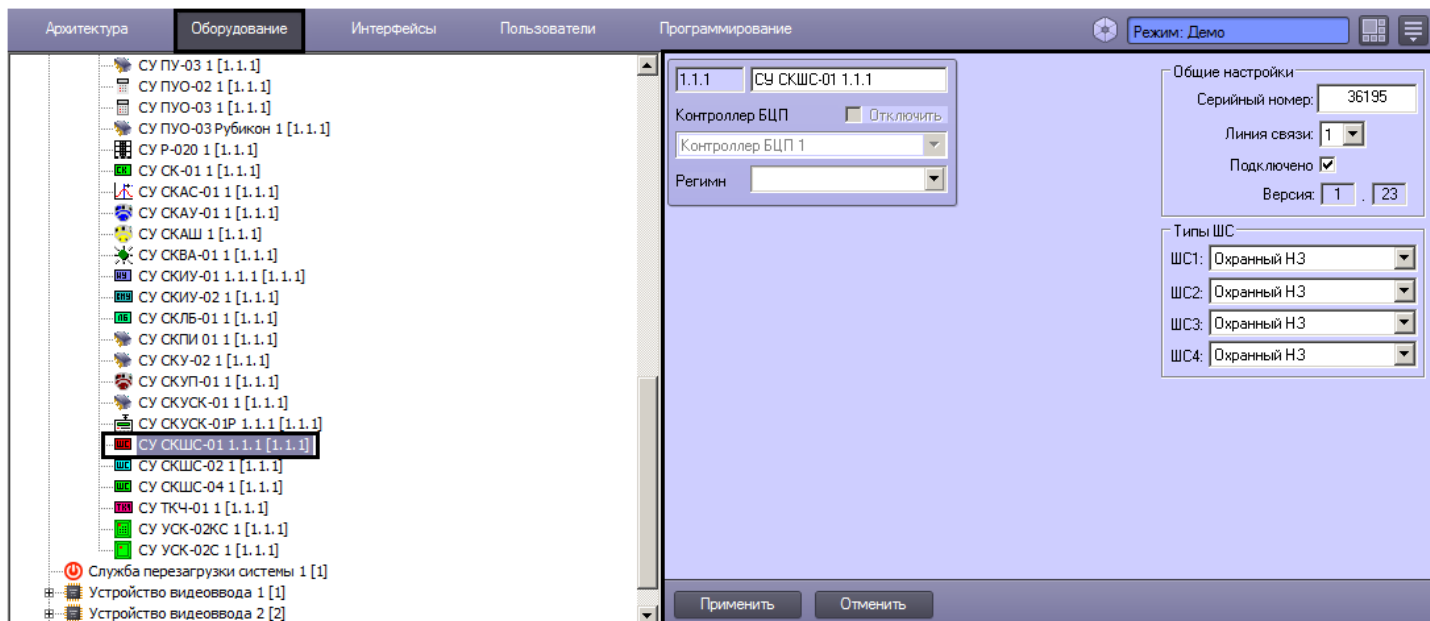 Архитектура Оборудование Интерфейсы Пользователи Программирование Режим: Демо
СУ ПУ-03 1 [1.1.1]
СУ ПУО-02 1 [1.1.1]
СУ ПУО-03 1 [1.1.1]
СУ ПУО-03 Рубикон 1 [1.1.1]
СУ Р-020 1 [1.1.1]
СК СУ СК-01 1 [1.1.1]
СУ СКАС-01 1 [1.1.1]
СУ СКАУ-01 1 [1.1.1]
СУ СКАШ 1 [1.1.1]
СУ СКВА-01 1 [1.1.1]
ИУ СУ СКИУ-01 1.1.1 [1.1.1]
СУ СКИУ-02 1 [1.1.1]
ЛБ СУ СКЛБ-01 1 [1.1.1]
СУ СКПИ 01 1 [1.1.1]
СУ СКУ-02 1 [1.1.1]
СУ СКУП-01 1 [1.1.1]
СУ СКУСК-01 1 [1.1.1]
СУ СКУСК-01Р 1.1.1 [1.1.1]
ШС СУ СКШС-01 1.1.1 [1.1.1]
ШС СУ СКШС-02 1 [1.1.1]
ШС СУ СКШС-04 1 [1.1.1]
ТКЧ СУ ТКЧ-01 1 [1.1.1]
СУ УСК-02КС 1 [1.1.1]
СУ УСК-02С 1 [1.1.1]
Служба перезагрузки системы 1 [1]
Устройство видеоввода 1 [1]
Устройство видеоввода 2 [2]
1.1.1 СУ СКШС-01 1.1.1
Контроллер БЦП Отключить
Контроллер БЦП 1
Регимн
Общие настройки
Серийный номер: 36195
Линия связи: 1
Подключено
Версия: 1 . 23
Типы ШС
ШС1: Охранный НЗ
ШС2: Охранный НЗ
ШС3: Охранный НЗ
ШС4: Охранный НЗ
Применить Отменить